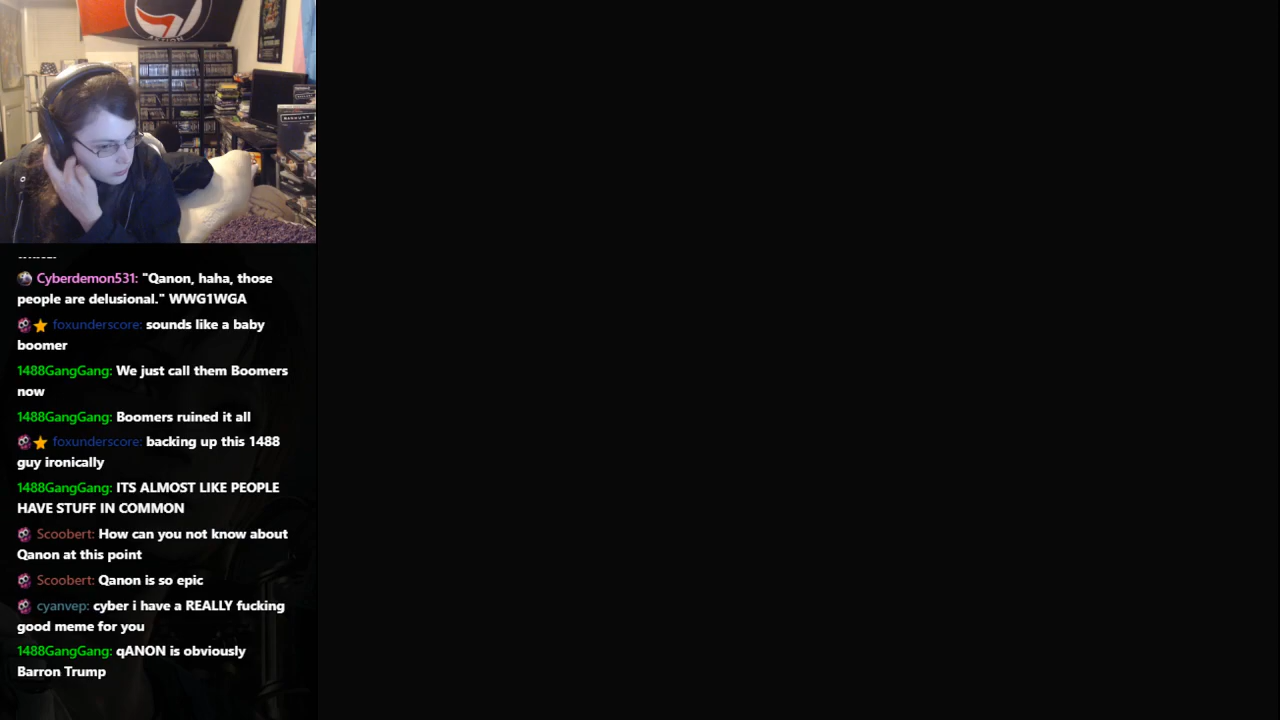 ACTION
MANHUNT
Cyberdemon531: "Qanon, haha, those
people are delusional." WWG1WGA
foxunderscore: sounds like a baby
boomer
1488GangGang: We just call them Boomers
now
1488GangGang: Boomers ruined it all
foxunderscore: backing up this 1488
guy ironically
1488GangGang: ITS ALMOST LIKE PEOPLE
HAVE STUFF IN COMMON
Scoobert: How can you not know about
Qanon at this point
Scoobert: Qanon is so epic
cyanvep: cyber i have a REALLY fucking
good meme for you
1488GangGang: qANON is obviously
Barron Trump